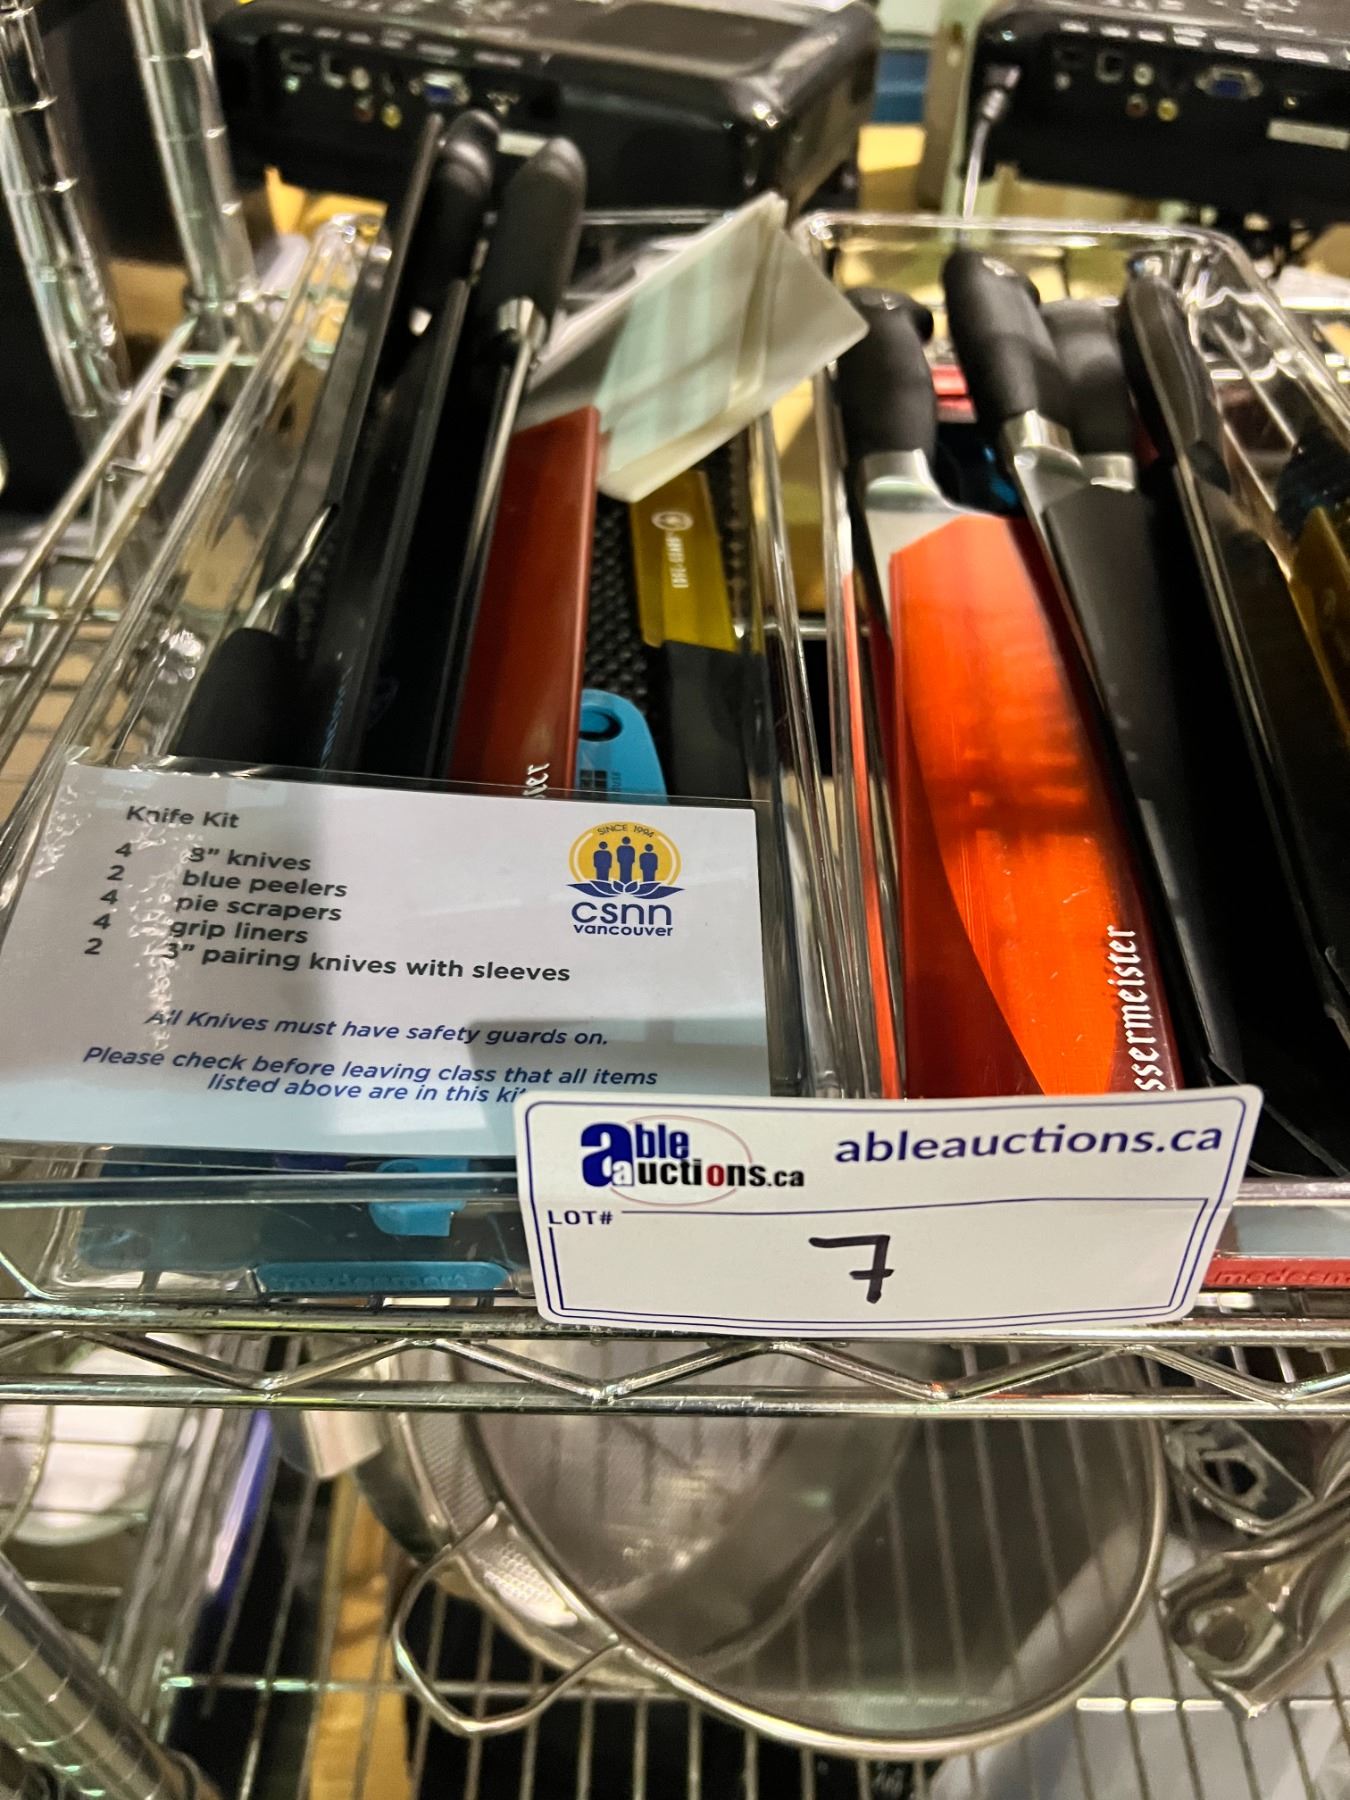 Knife Kit
4 8" knives
2 blue peelers
4 pie scrapers
4 grip liners
2 3" pairing knives with sleeves
All Knives must have safety guards on.
Please check before leaving class that all items
listed above are in this ki
SINCE 1994
csnn
vancouver
ssermeister
able auctions.ca
ableauctions.ca
LOT#
7